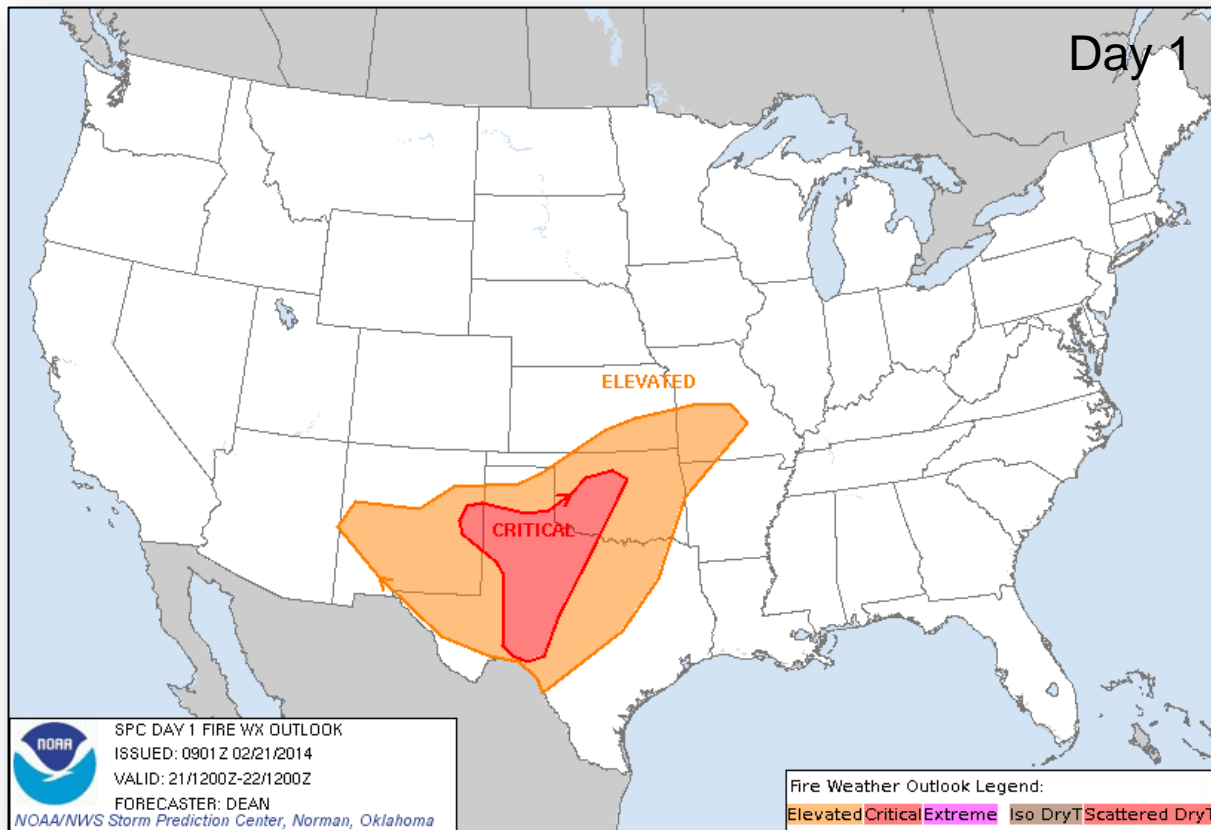 Day 1
ELEVATED
CRITICAL
NOAA
SPC DAY 1 FIRE WX OUTLOOK
ISSUED: 0901Z 02/21/2014
VALID: 21/1200Z-22/1200Z
FORECASTER: DEAN
NOAA/NWS Storm Prediction Center, Norman, Oklahoma
Fire Weather Outlook Legend:
Elevated Critical Extreme Iso DryT Scattered DryT